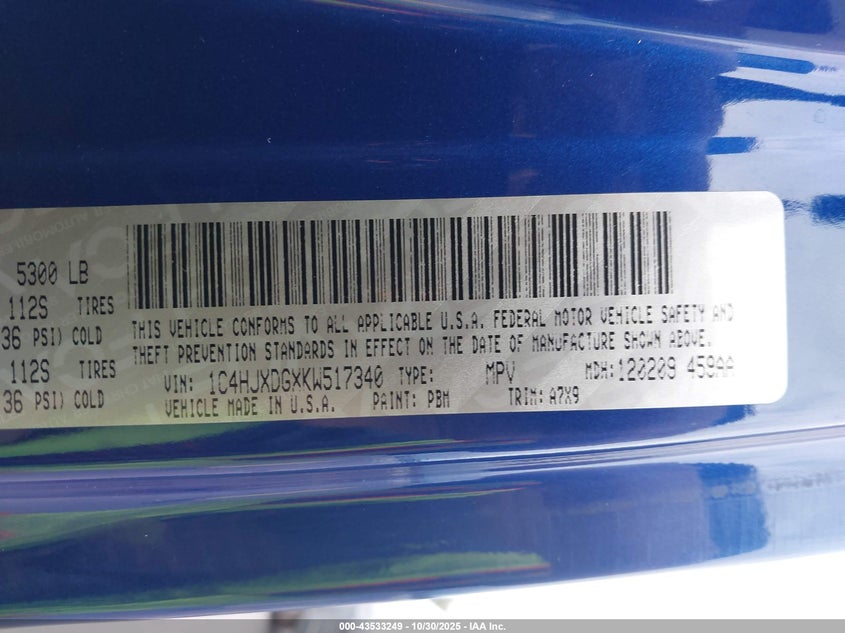 5300 LB
112S TIRES
36 PSI) COLD
112S TIRES
36 PSI) COLD
THIS VEHICLE CONFORMS TO ALL APPLICABLE U.S.A. FEDERAL MOTOR VEHICLE SAFETY AND
THEFT PREVENTION STANDARDS IN EFFECT ON THE DATE OF MANUFACTURE SHOWN ABOVE.
VIN: 1C4HJXDGXKW517340 TYPE: MPV MDH: 120209 459AA
VEHICLE MADE IN U.S.A. PAINT: PBM TRIM: A7X9
000-43533249 - 10/30/2025 - IAA Inc.